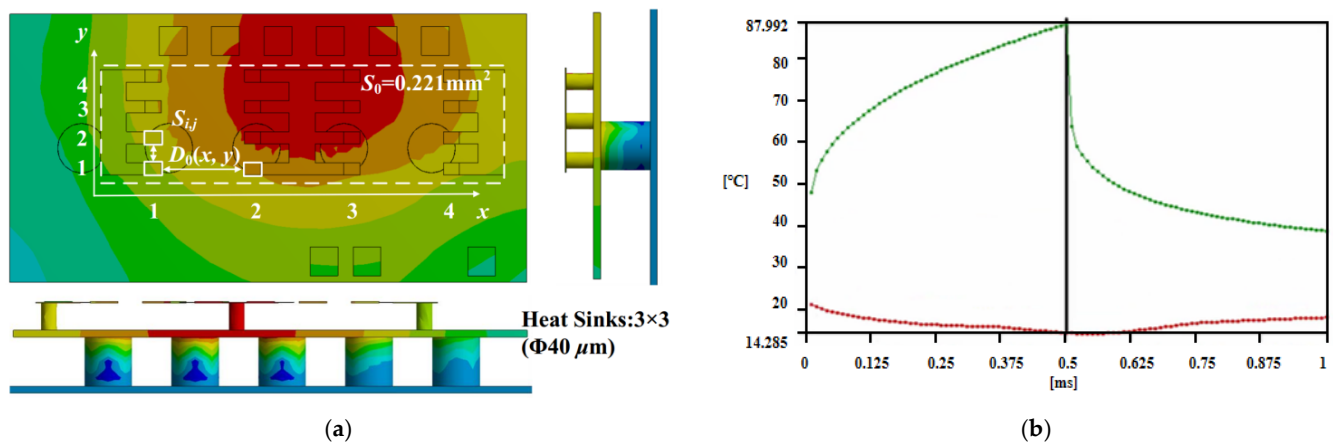 y
4
3
2
1
S₀=0.221mm²
Sᵢ,ⱼ
D₀(x, y)
1 2 3 4 x
Heat Sinks:3×3
(Φ40 μm)
(a)
87.992
80
70
60
[°C]
50
40
30
20
14.285
0 0.125 0.25 0.375 0.5 0.625 0.75 0.875 1
[ms]
(b)